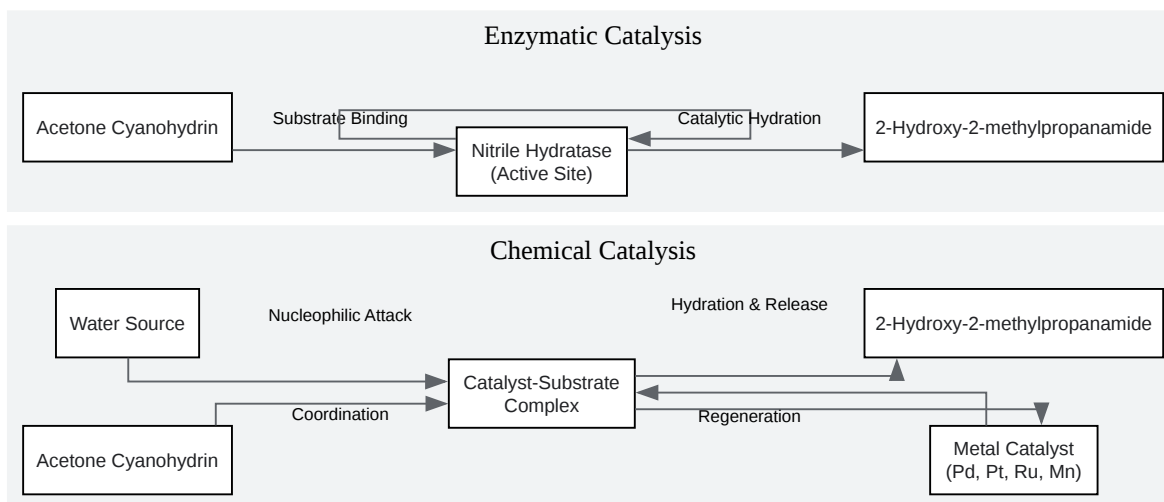 Enzymatic Catalysis
Acetone Cyanohydrin
Substrate Binding
Nitrile Hydratase
(Active Site)
Catalytic Hydration
2-Hydroxy-2-methylpropanamide
Chemical Catalysis
Water Source
Nucleophilic Attack
Hydration & Release
2-Hydroxy-2-methylpropanamide
Catalyst-Substrate
Complex
Coordination
Regeneration
Acetone Cyanohydrin
Metal Catalyst
(Pd, Pt, Ru, Mn)